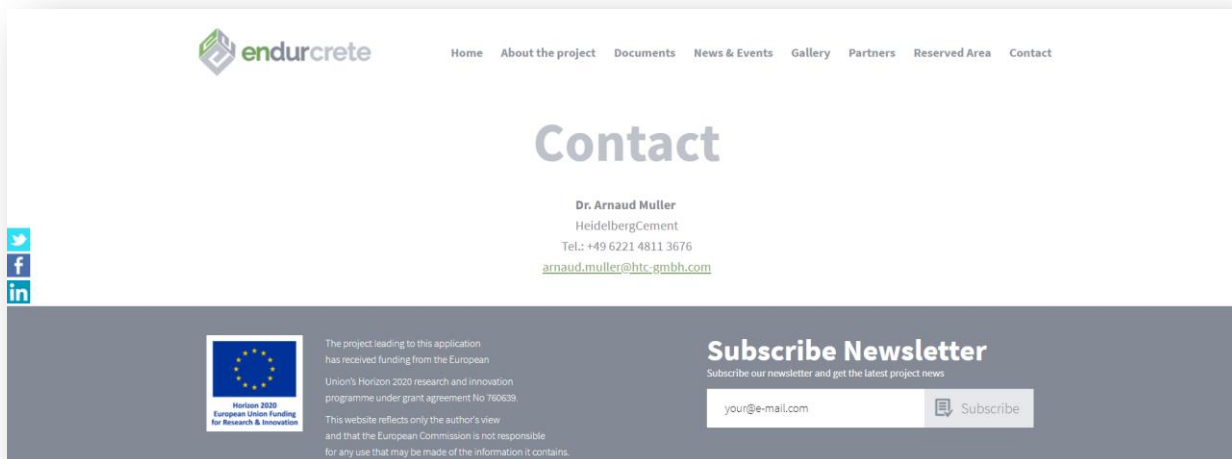 endurcrete
Home About the project Documents News & Events Gallery Partners Reserved Area Contact
Contact
Dr. Arnaud Muller
HeidelbergCement
Tel.: +49 6221 4811 3676
arnaud.muller@htc-gmbh.com
Horizon 2020
European Union Funding
for Research & Innovation
The project leading to this application
has received funding from the European
Union's Horizon 2020 research and innovation
programme under grant agreement No 760639.
This website reflects only the author's view
and that the European Commission is not responsible
for any use that may be made of the information it contains.
Subscribe Newsletter
Subscribe our newsletter and get the latest project news
your@e-mail.com
Subscribe